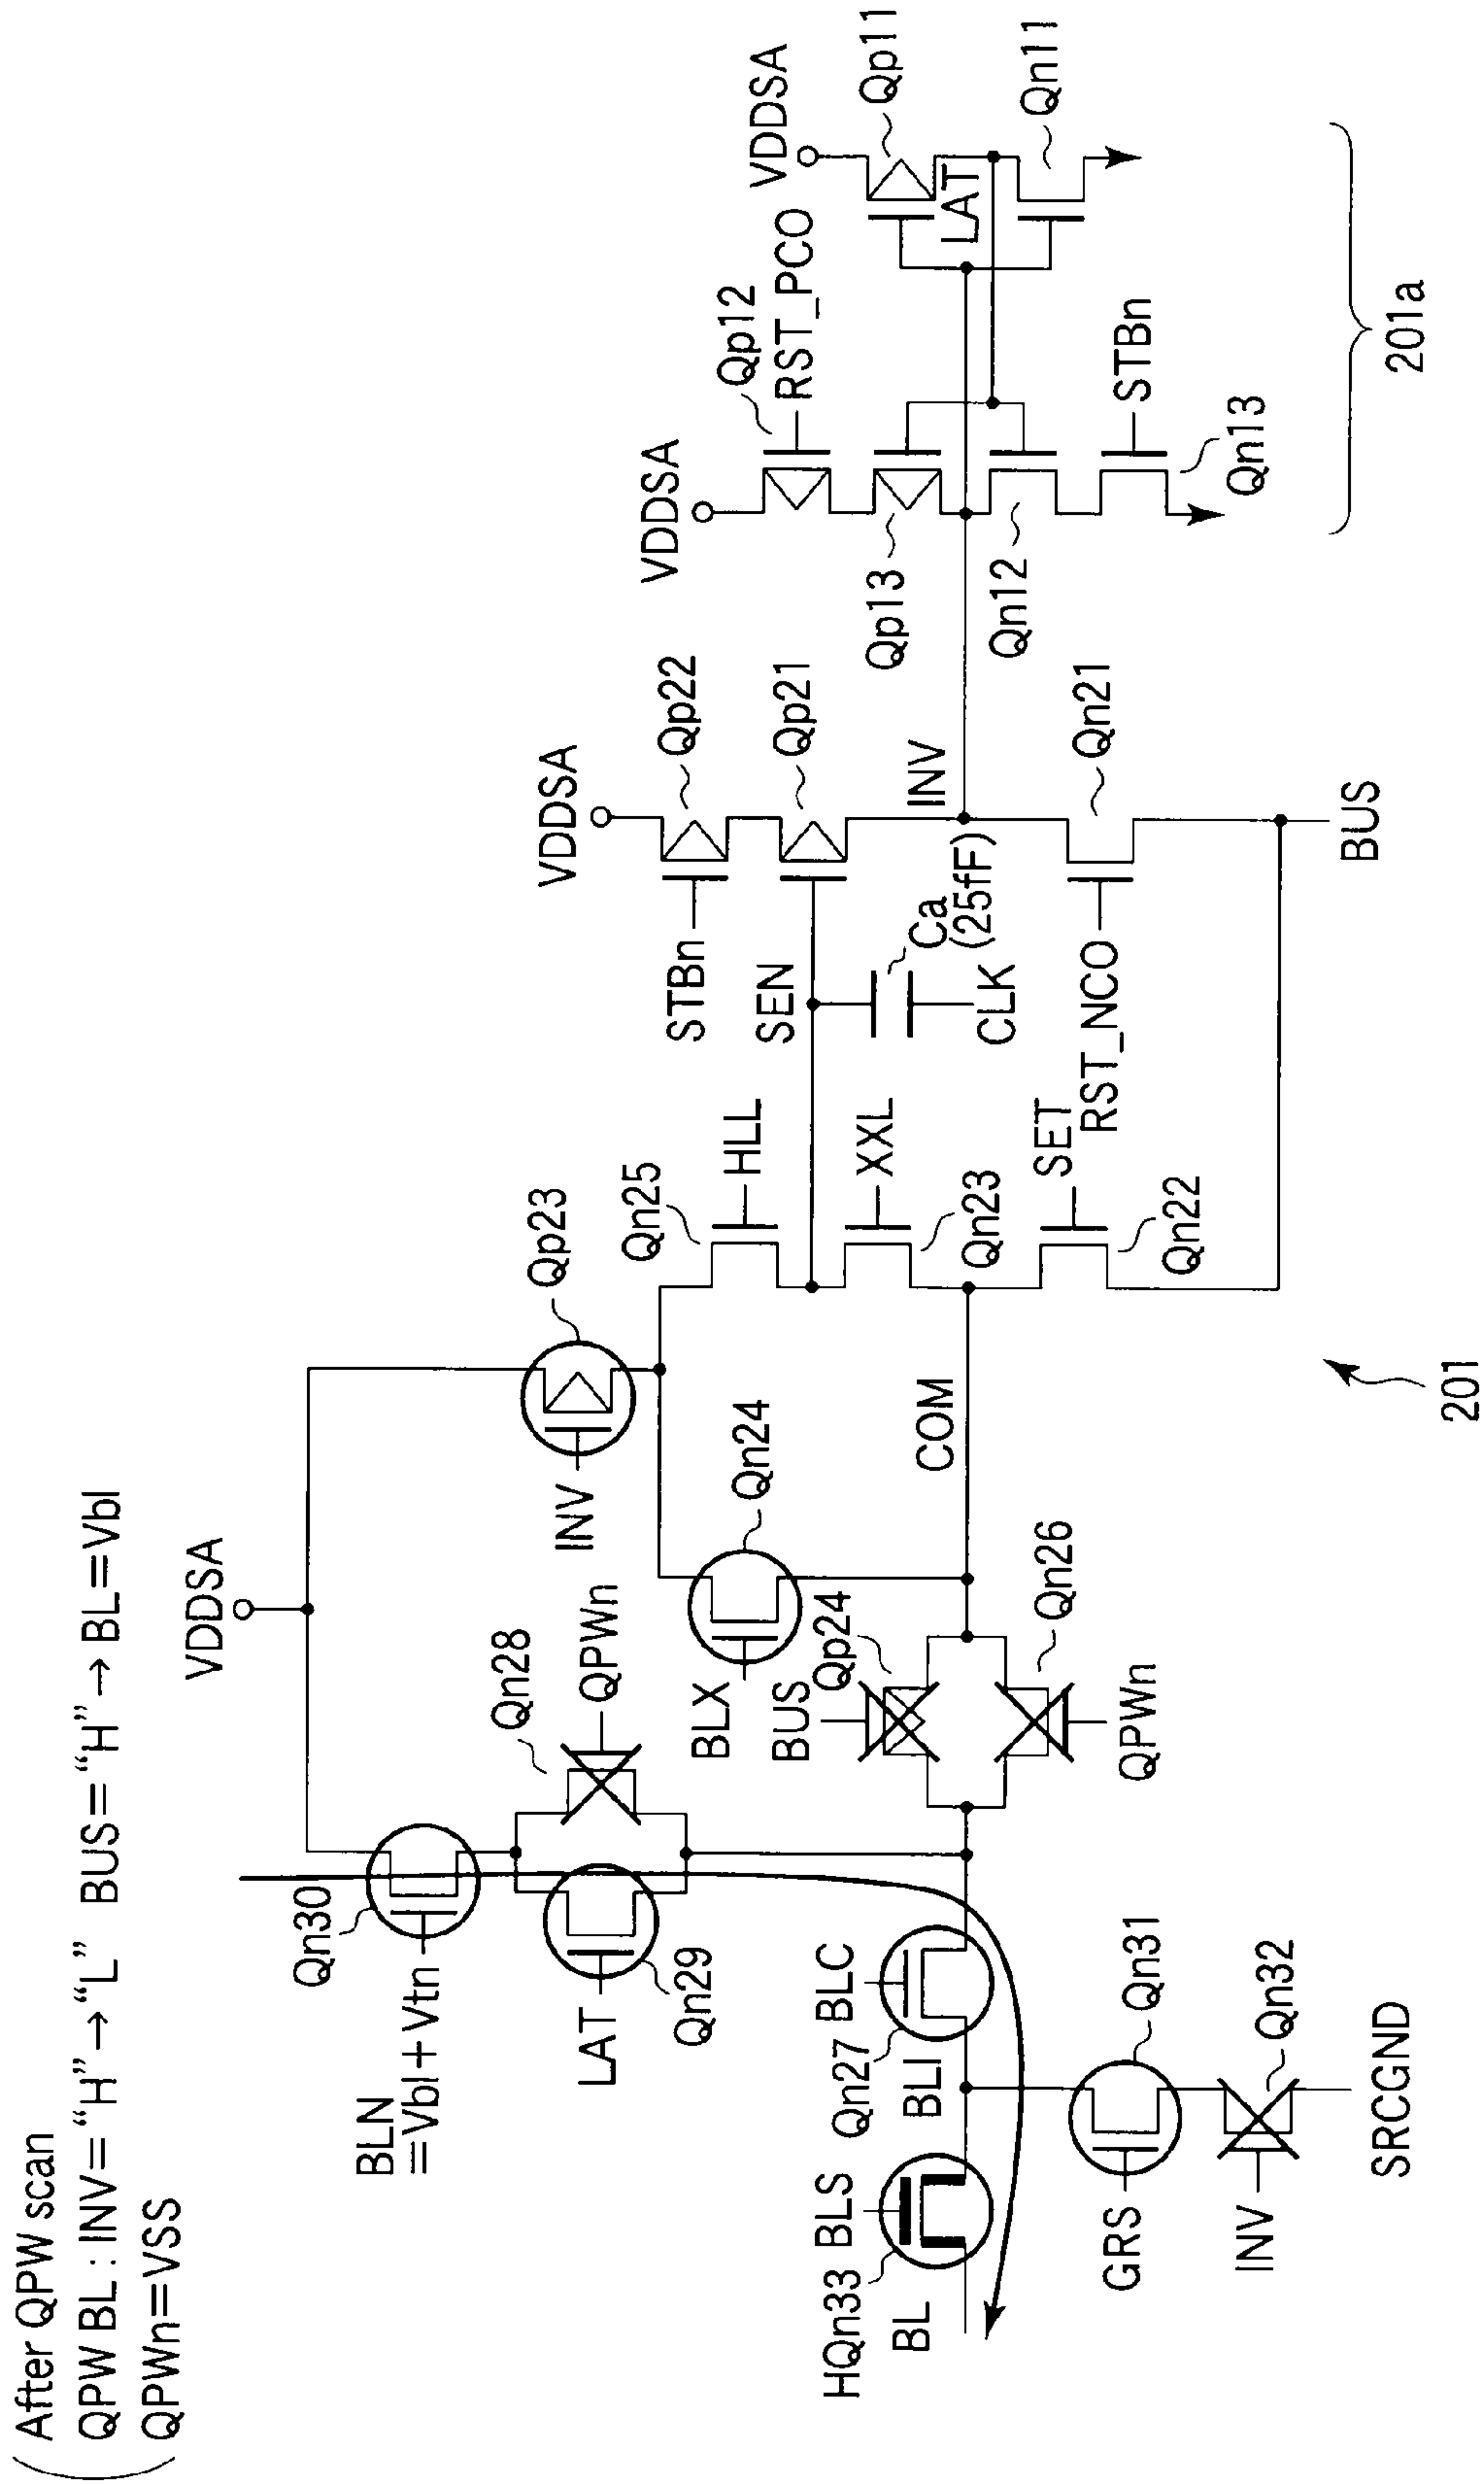 After QPW scan
QPW BL : INV="H"→"L" BUS="H"→BL=Vbl
QPWn=VSS
VDDSA
Qn30
BLN
=Vbl+Vtn
Qn28
QPWn
LAT
Qn29
INV
Qp23
BLX
Qn24
Qn25
HLL
XXL
Qn23
SET
Qn22
COM
BUS
Qp24
Qn26
QPWn
BLC
Qn27
BLI
BLS
HQn33
BL
GRS
Qn31
INV
Qn32
SRCGND
VDDSA
STBn
Qp22
Qp21
SEN
Ca
(25fF)
CLK
INV
RST_NCO
Qn21
BUS
VDDSA
Qp12
RST_PCO
Qp13
Qn12
STBn
Qn13
VDDSA
Qp11
LAT
Qn11
201a
201